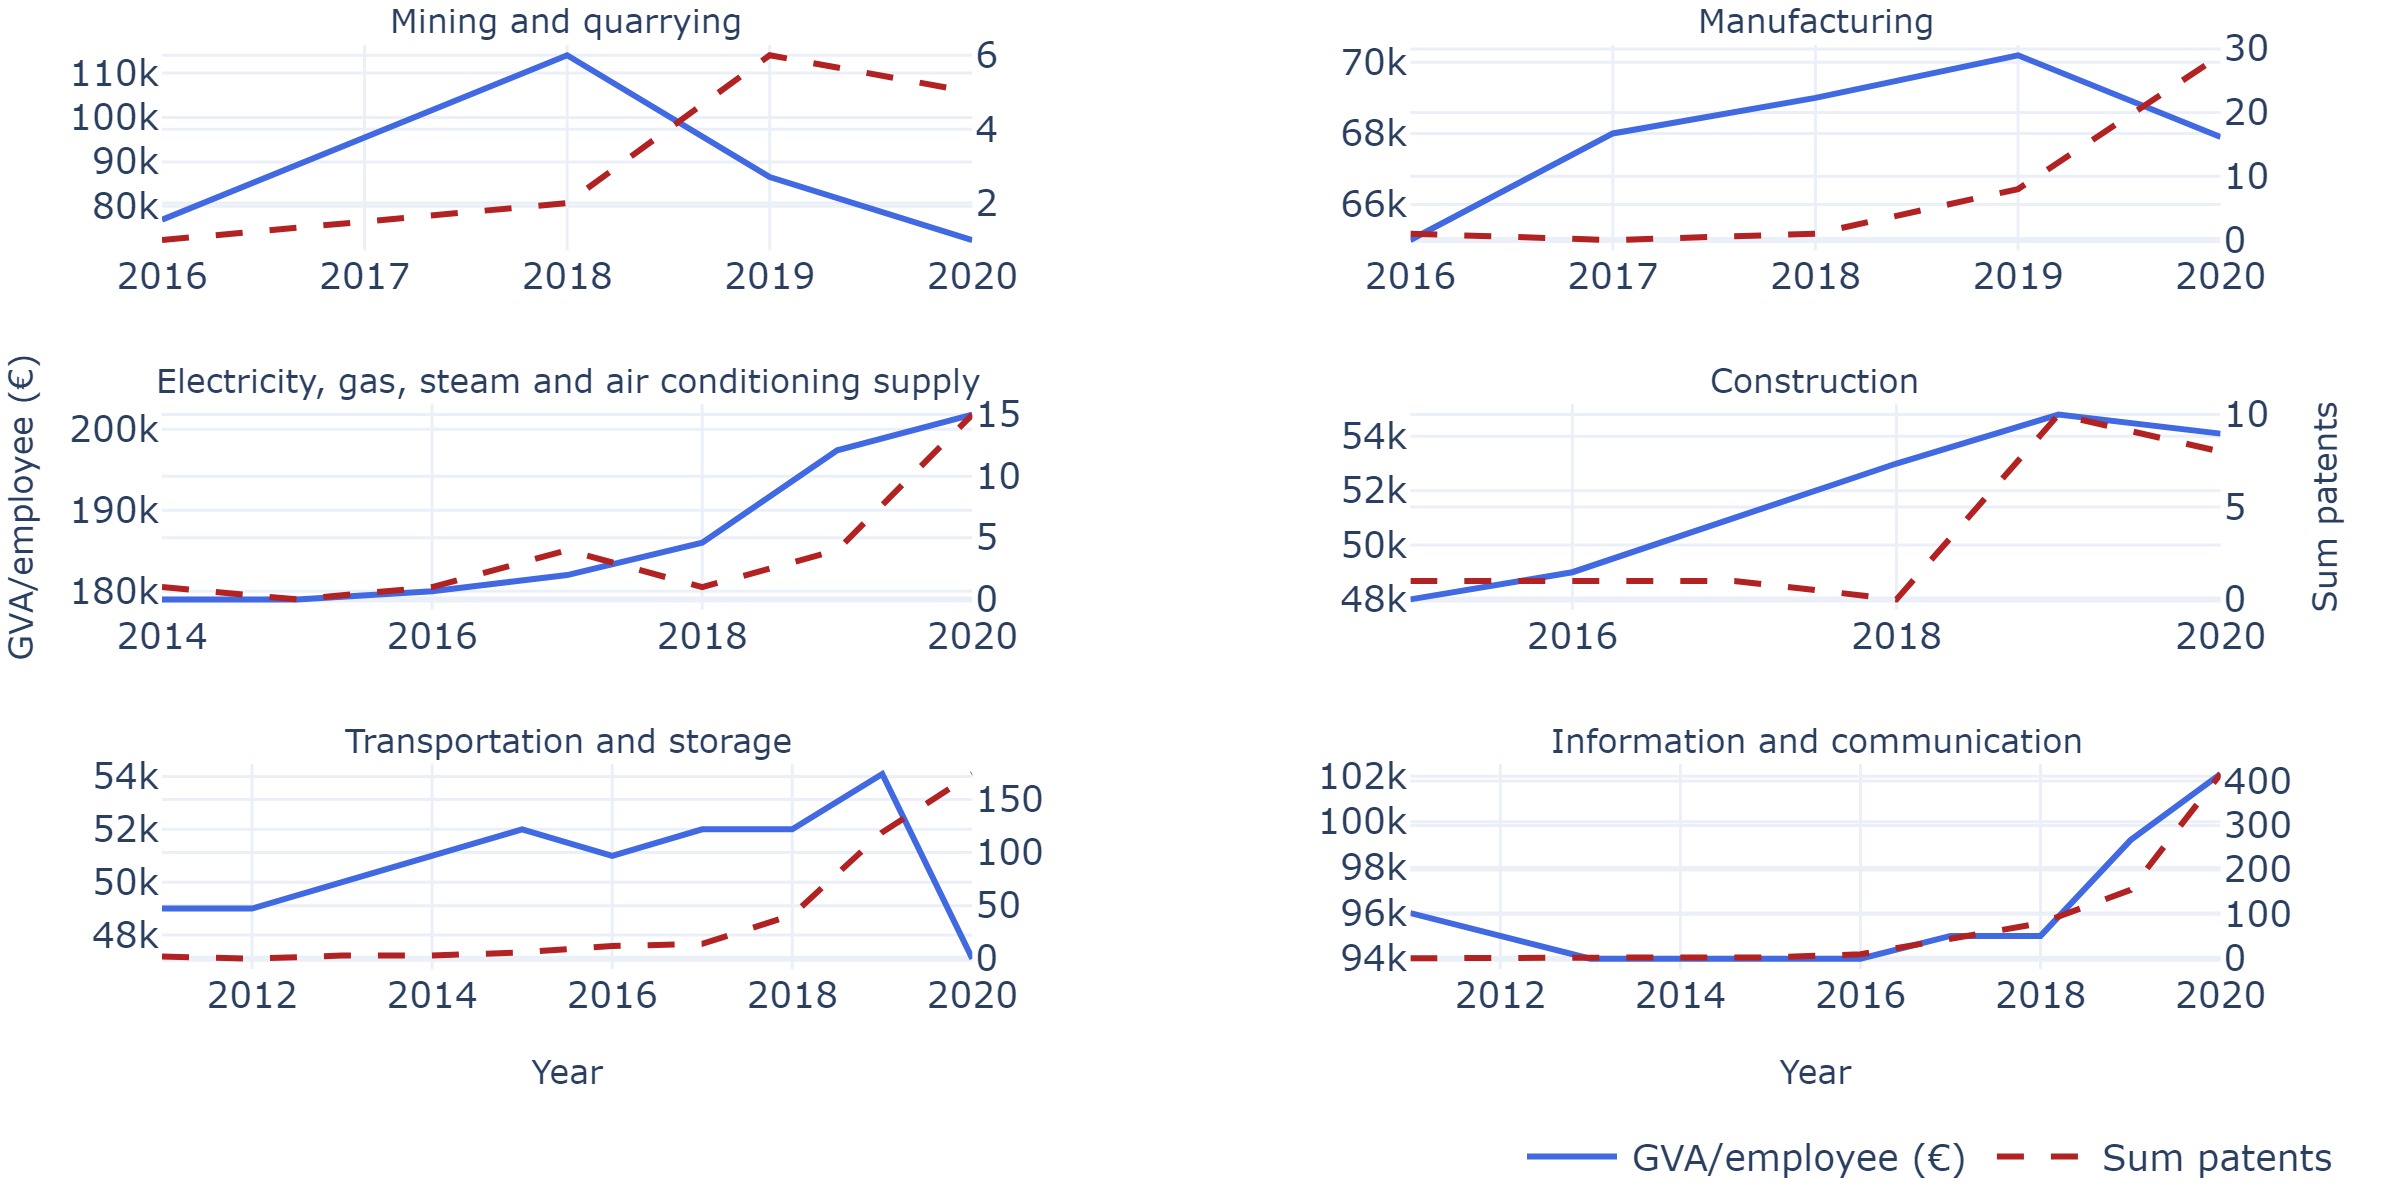 Mining and quarrying
110k
100k
90k
80k
6
4
2
2016 2017 2018 2019 2020
Manufacturing
70k
68k
66k
30
20
10
0
2016 2017 2018 2019 2020
GVA/employee (€)
Electricity, gas, steam and air conditioning supply
200k
190k
180k
15
10
5
0
2014 2016 2018 2020
Construction
54k
52k
50k
48k
10
5
0
2016 2018 2020
Sum patents
Transportation and storage
54k
52k
50k
48k
150
100
50
0
2012 2014 2016 2018 2020
Year
Information and communication
102k
100k
98k
96k
94k
400
300
200
100
0
2012 2014 2016 2018 2020
Year
GVA/employee (€) Sum patents